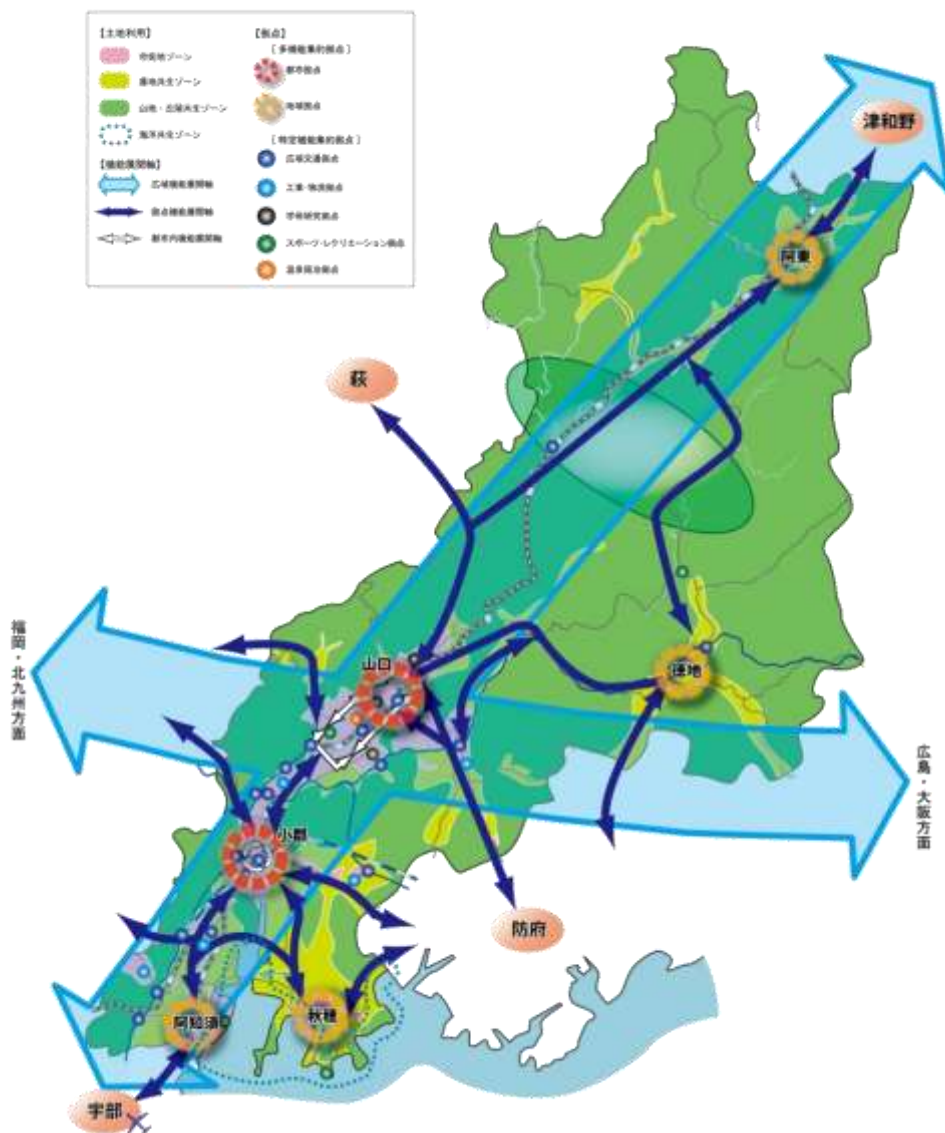 【土地利用】
市街地ゾーン
農地共生ゾーン
山地・丘陵共生ゾーン
海洋共生ゾーン
【機能展開軸】
広域機能展開軸
拠点機能展開軸
都市内機能展開軸
【拠点】
［多機能集約拠点］
都市拠点
地域拠点
［特定機能集約拠点］
広域交通拠点
工業・物流拠点
学術研究拠点
スポーツ・レクリエーション拠点
温泉岡治拠点
津和野
阿東
萩
福岡・北九州方面
山口
徳地
広島・大阪方面
小郡
防府
阿知須
秋穂
宇部